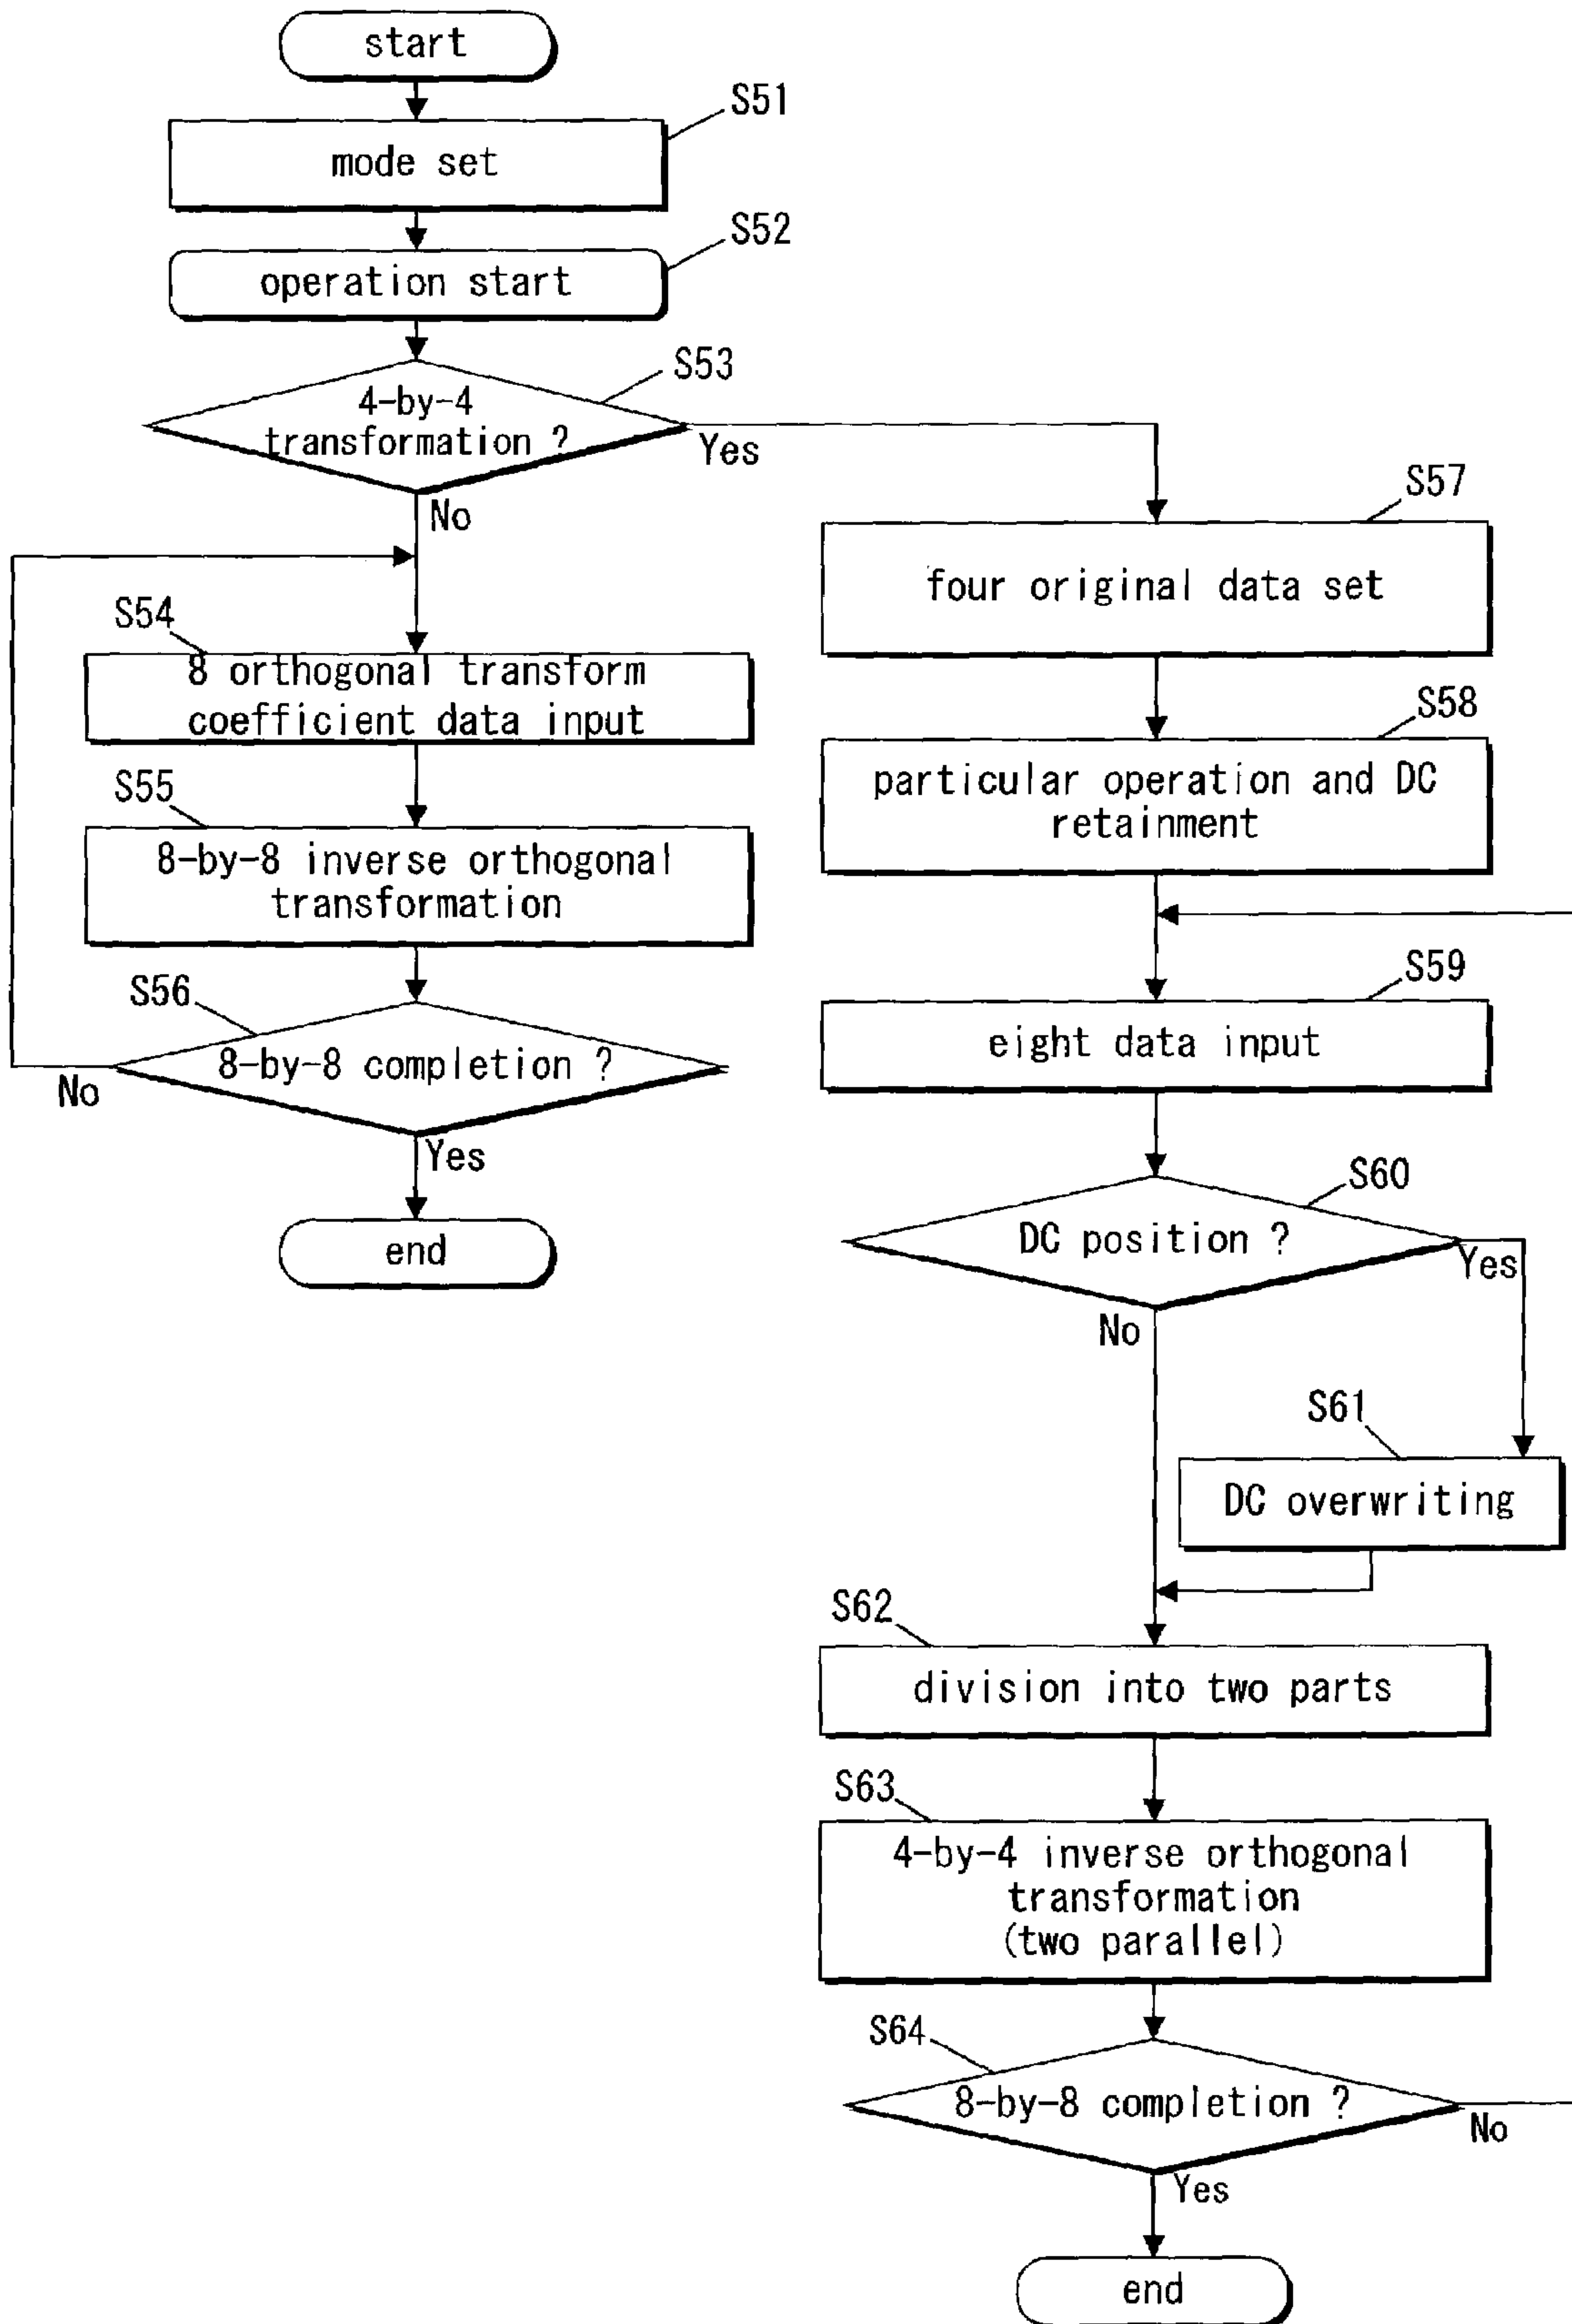 start
S51
mode set
S52
operation start
S53
4-by-4
transformation ?
Yes
No
S54
8 orthogonal transform
coefficient data input
S55
8-by-8 inverse orthogonal
transformation
S56
8-by-8 completion ?
No
Yes
end
S57
four original data set
S58
particular operation and DC
retainment
S59
eight data input
S60
DC position ?
Yes
No
S61
DC overwriting
S62
division into two parts
S63
4-by-4 inverse orthogonal
transformation
(two parallel)
S64
8-by-8 completion ?
No
Yes
end